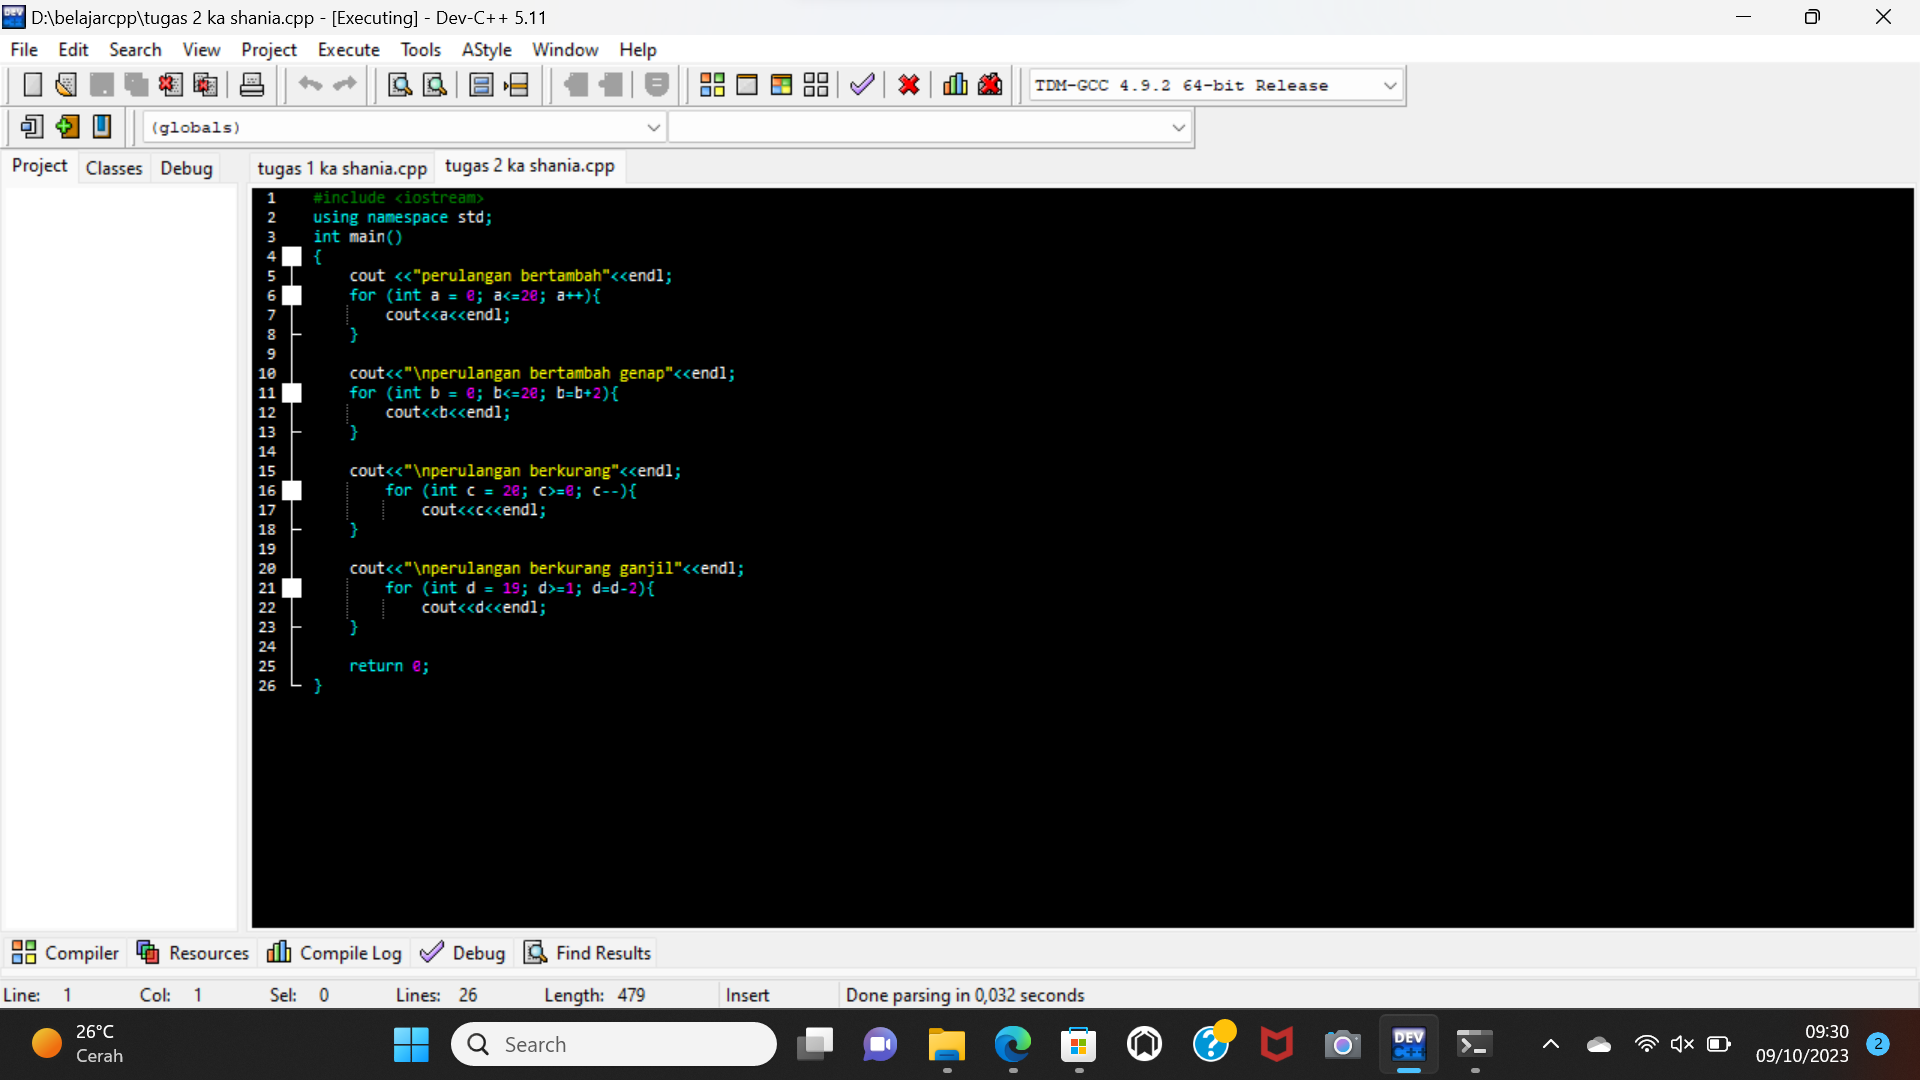 D:\belajarcpp\tugas 2 ka shania.cpp - [Executing] - Dev-C++ 5.11
File Edit Search View Project Execute Tools AStyle Window Help
TDM-GCC 4.9.2 64-bit Release
(globals)
Project Classes Debug tugas 1 ka shania.cpp tugas 2 ka shania.cpp
1 #include <iostream>
2 using namespace std;
3 int main()
4 {
5 cout <<"perulangan bertambah"<<endl;
6 for (int a = 0; a<=20; a++){
7 cout<<a<<endl;
8 }
9
10 cout<<"\nperulangan bertambah genap"<<endl;
11 for (int b = 0; b<=20; b=b+2){
12 cout<<b<<endl;
13 }
14
15 cout<<"\nperulangan berkurang"<<endl;
16 for (int c = 20; c>=0; c--){
17 cout<<c<<endl;
18 }
19
20 cout<<"\nperulangan berkurang ganjil"<<endl;
21 for (int d = 19; d>=1; d=d-2){
22 cout<<d<<endl;
23 }
24
25 return 0;
26 }
Compiler Resources Compile Log Debug Find Results
Line: 1 Col: 1 Sel: 0 Lines: 26 Length: 479 Insert Done parsing in 0,032 seconds
26°C
Cerah
Search
DEV
C++
09:30
09/10/2023
2